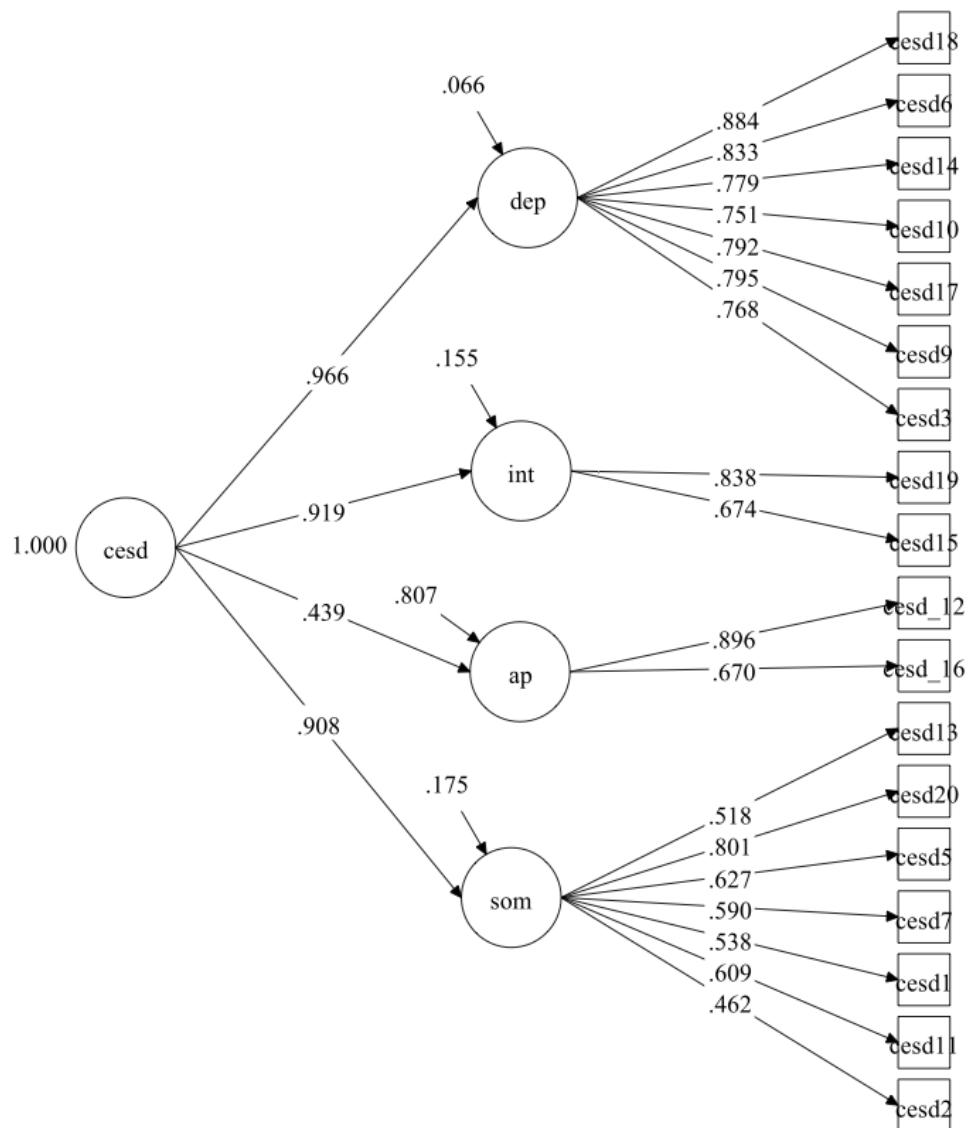 cesd18
.066
cesd6
.884
.833
cesd14
.779
dep
.751
cesd10
.792
.795
cesd17
.768
cesd9
.155
.966
cesd3
int
.838
cesd19
.919
.674
1.000
cesd
cesd15
.807
cesd_12
.439
.896
ap
.670
cesd_16
.908
cesd13
.175
cesd20
.518
.801
cesd5
.627
som
.590
cesd7
.538
.609
cesd1
.462
cesd11
cesd2